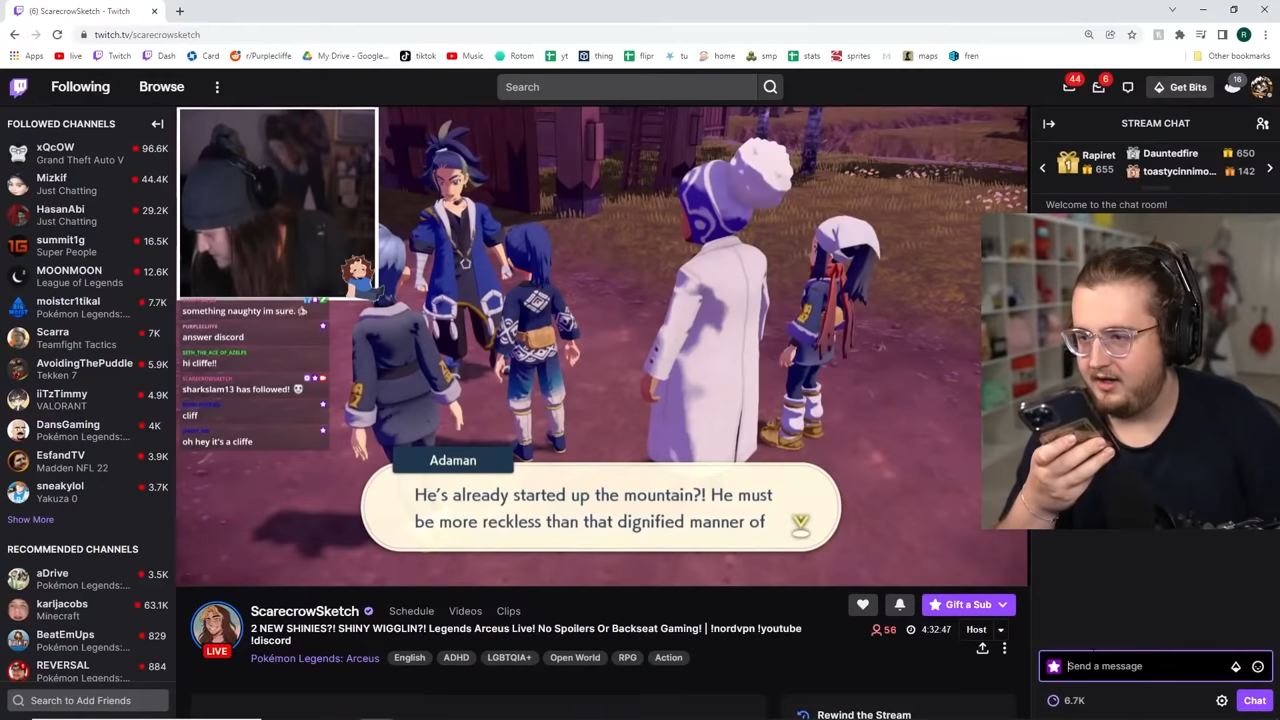 (6) ScarecrowSketch - Twitch
twitch.tv/scarecrowsketch
Apps
live
Twitch
Dash
Card
r/Purplecliffe
My Drive - Google...
tiktok
Music
Rotom
yt
thing
flipr
tu
home
smp
stats
sprites
maps
fren
Other bookmarks
Following
Browse
Search
44
6
Get Bits
16
FOLLOWED CHANNELS
xQcOW
96.6K
Grand Theft Auto V
Mizkif
44.4K
Just Chatting
HasanAbi
29.2K
Just Chatting
summit1g
16.5K
Super People
MOONMOON
12.6K
League of Legends
moistcr1tikal
7.7K
Pokémon Legends:...
Scarra
7K
Teamfight Tactics
AvoidingThePuddle
5.9K
Tekken 7
iiTzTimmy
4.9K
VALORANT
DansGaming
4K
Pokémon Legends:...
EsfandTV
3.9K
Madden NFL 22
sneakylol
3.7K
Yakuza 0
Show More
RECOMMENDED CHANNELS
aDrive
3.5K
Pokémon Legends:...
karljacobs
63.1K
Minecraft
BeatEmUps
829
Pokémon Legends:...
REVERSAL
884
Pokémon Legends:...
Search to Add Friends
something naughty im sure.
PURPLECLIFFE
answer discord
SETH_THE_ACE_OF_AZELFS
hi cliffe!!
SCARECROWSKETCH
sharkslam13 has followed!
cliff
oh hey it's a cliffe
Adaman
He's already started up the mountain?! He must
be more reckless than that dignified manner of
ScarecrowSketch
Schedule
Videos
Clips
LIVE
2 NEW SHINIES?! SHINY WIGGLIN?! Legends Arceus Live! No Spoilers Or Backseat Gaming! | !nordvpn !youtube
!discord
Pokémon Legends: Arceus
English
ADHD
LGBTQIA+
Open World
RPG
Action
Gift a Sub
56
4:32:47
Host
Rewind the Stream
STREAM CHAT
1
Rapiret
655
Dauntedfire
650
toastycinnimo...
142
Welcome to the chat room!
Send a message
6.7K
Chat